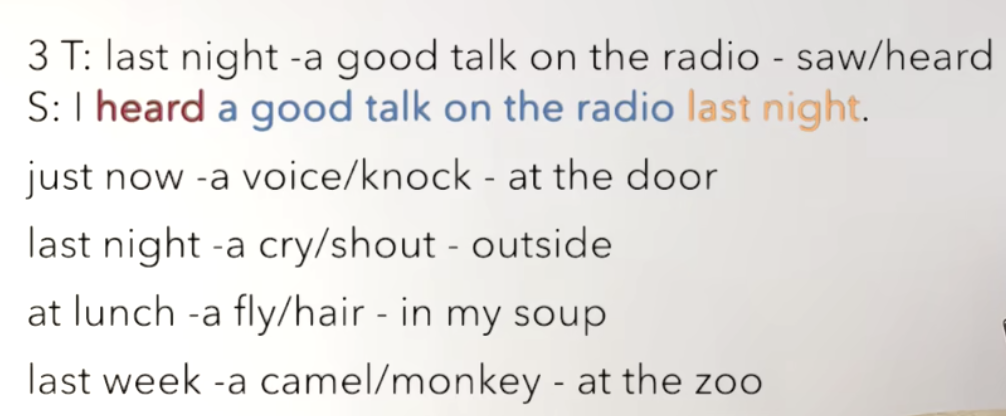 3 T: last night -a good talk on the radio - saw/heard
S: I heard a good talk on the radio last night.
just now -a voice/knock - at the door
last night -a cry/shout - outside
at lunch -a fly/hair - in my soup
last week -a camel/monkey - at the zoo